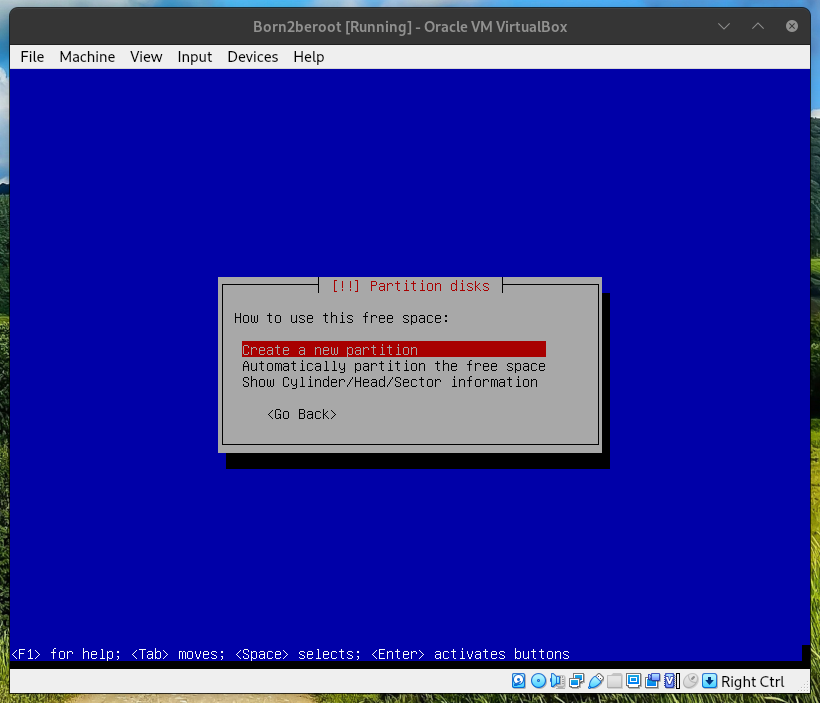 Born2beroot [Running] - Oracle VM VirtualBox
File Machine View Input Devices Help
[!!] Partition disks
How to use this free space:
Create a new partition
Automatically partition the free space
Show Cylinder/Head/Sector information
<Go Back>
<F1> for help; <Tab> moves; <Space> selects; <Enter> activates buttons
Right Ctrl